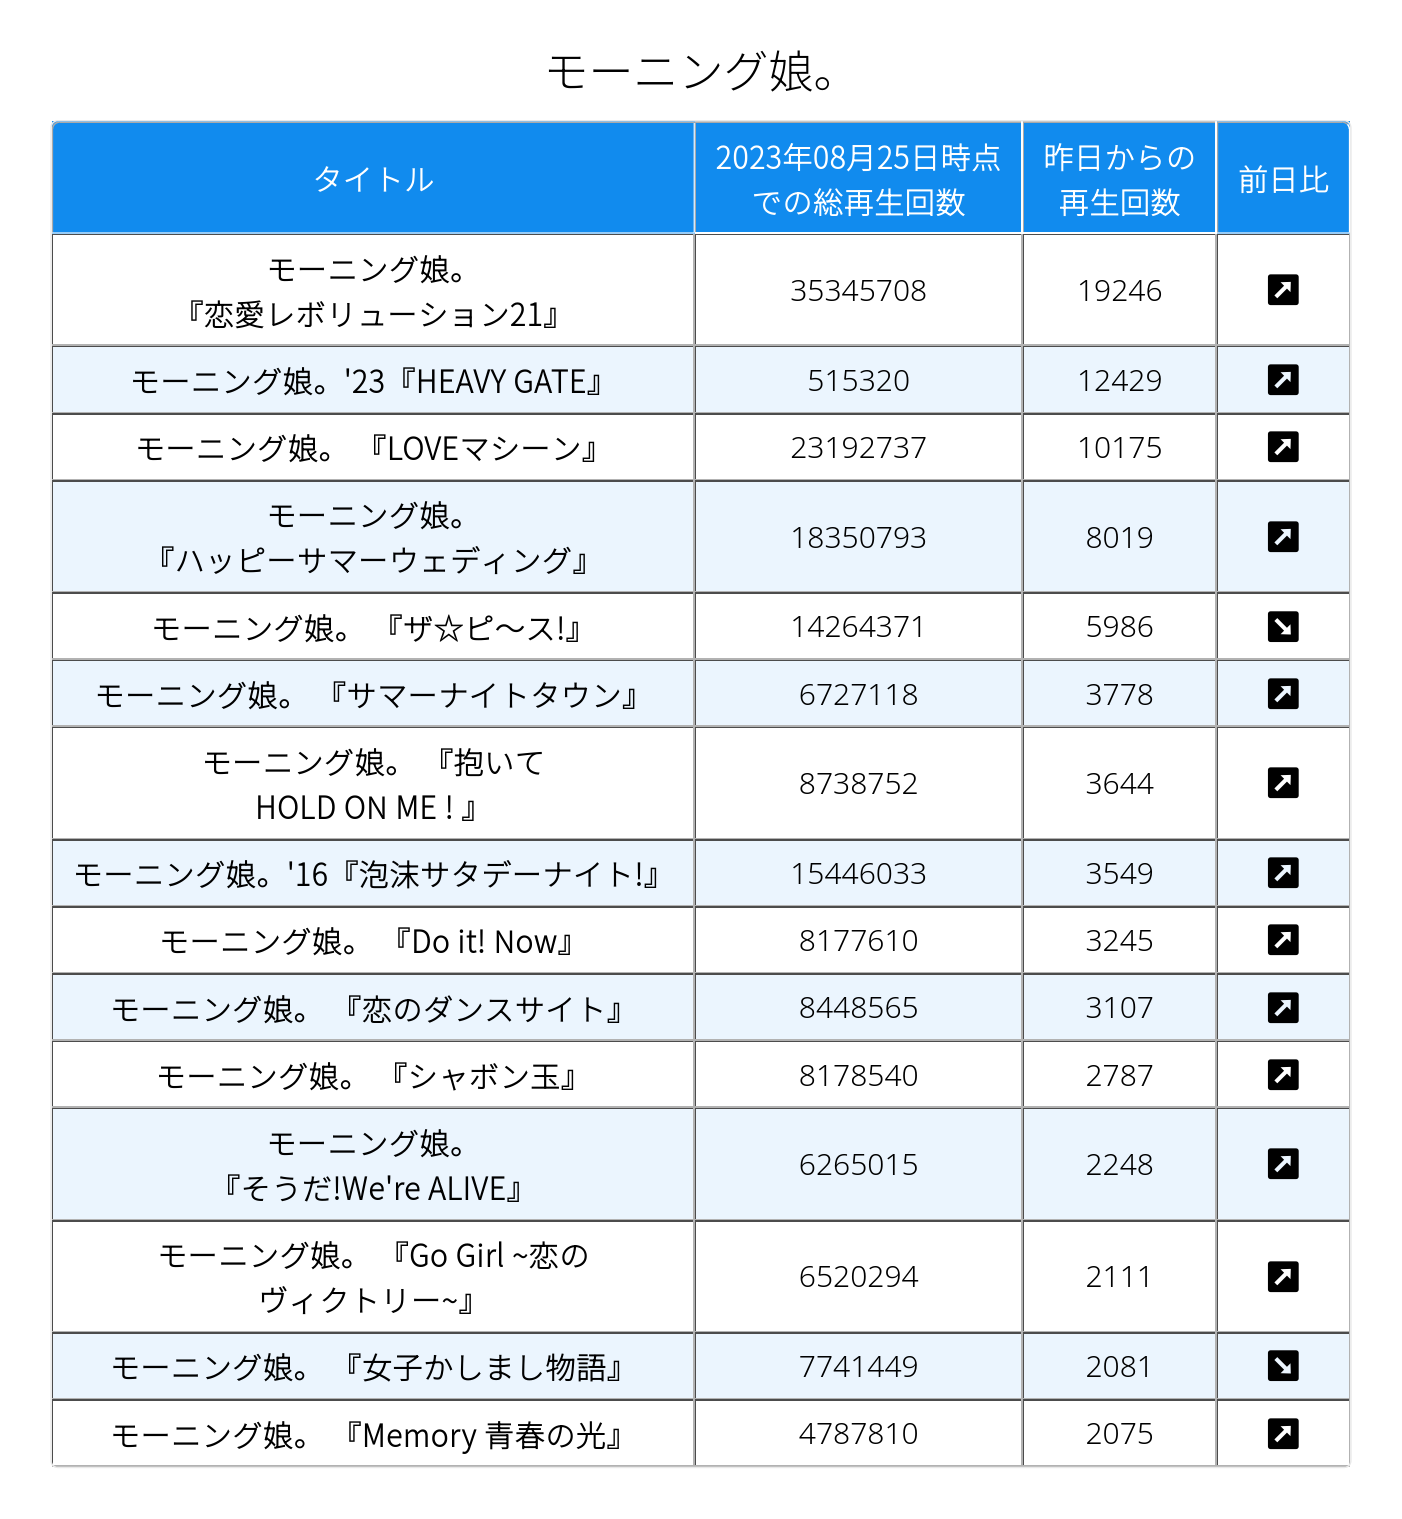 モーニング娘。
タイトル
2023年08月25日時点
での総再生回数
昨日からの
再生回数
前日比
モーニング娘。
『恋愛レボリューション21』
35345708
19246
モーニング娘。'23『HEAVY GATE』
515320
12429
モーニング娘。 『LOVEマシーン』
23192737
10175
モーニング娘。
『ハッピーサマーウェディング』
18350793
8019
モーニング娘。 『ザ☆ピ〜ス!』
14264371
5986
モーニング娘。 『サマーナイトタウン』
6727118
3778
モーニング娘。 『抱いて
HOLD ON ME ! 』
8738752
3644
モーニング娘。'16『泡沫サタデーナイト!』
15446033
3549
モーニング娘。 『Do it! Now』
8177610
3245
モーニング娘。 『恋のダンスサイト』
8448565
3107
モーニング娘。 『シャボン玉』
8178540
2787
モーニング娘。
『そうだ!We're ALIVE』
6265015
2248
モーニング娘。 『Go Girl ~恋の
ヴィクトリー~』
6520294
2111
モーニング娘。 『女子かしまし物語』
7741449
2081
モーニング娘。 『Memory 青春の光』
4787810
2075